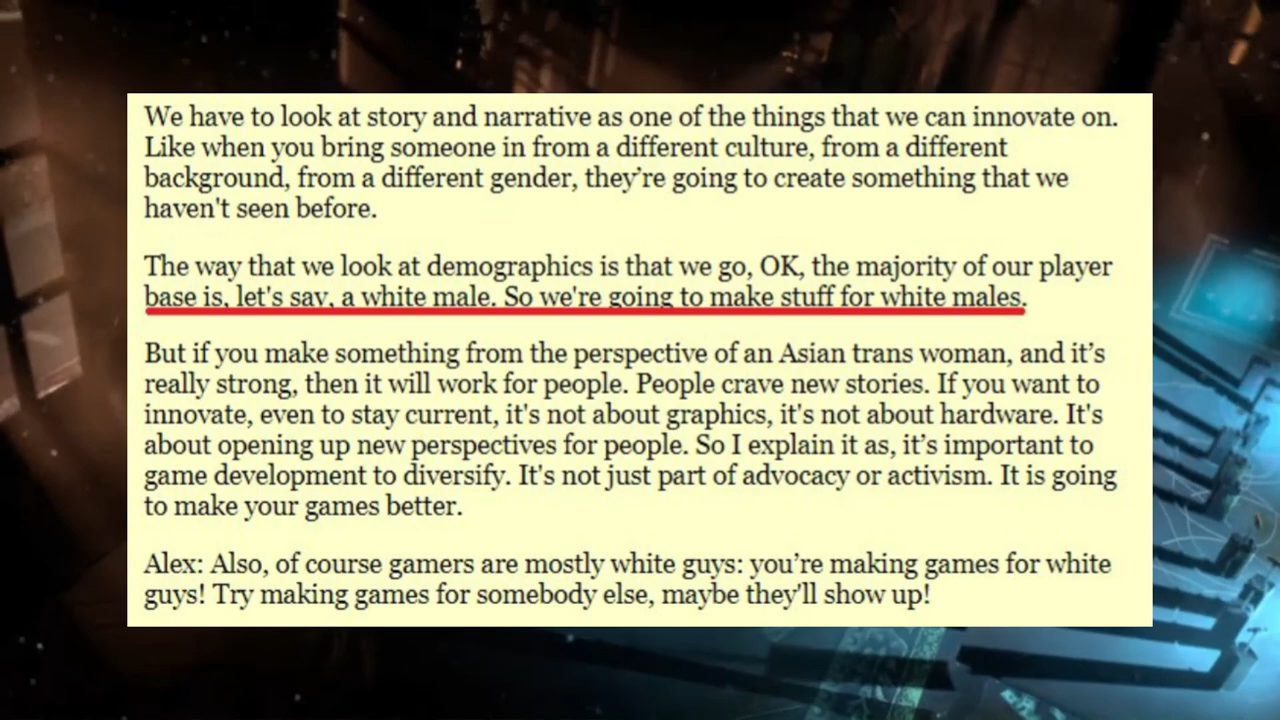 We have to look at story and narrative as one of the things that we can innovate on.
Like when you bring someone in from a different culture, from a different
background, from a different gender, they’re going to create something that we
haven't seen before.
The way that we look at demographics is that we go, OK, the majority of our player
base is, let's say, a white male. So we're going to make stuff for white males.
But if you make something from the perspective of an Asian trans woman, and it’s
really strong, then it will work for people. People crave new stories. If you want to
innovate, even to stay current, it's not about graphics, it's not about hardware. It's
about opening up new perspectives for people. So I explain it as, it’s important to
game development to diversify. It's not just part of advocacy or activism. It is going
to make your games better.
Alex: Also, of course gamers are mostly white guys: you’re making games for white
guys! Try making games for somebody else, maybe they'll show up!